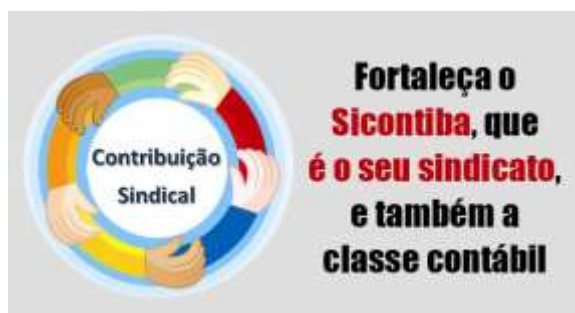 Contribuição
Sindical
Fortaleça o
Sicontiba, que
é o seu sindicato,
e também a
classe contábil